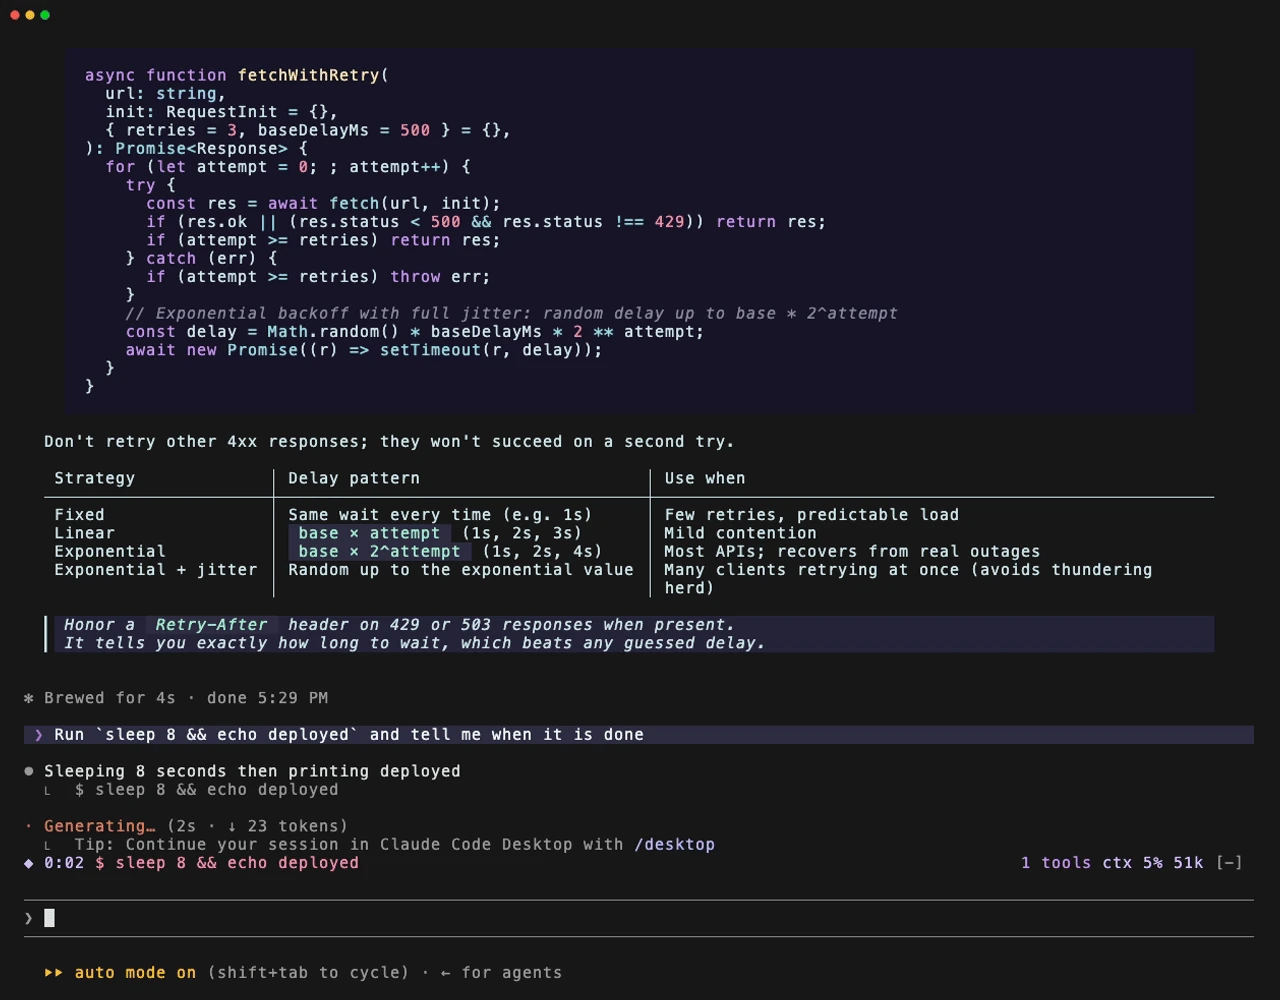 async function fetchWithRetry(
  url: string,
  init: RequestInit = {},
  { retries = 3, baseDelayMs = 500 } = {},
): Promise<Response> {
  for (let attempt = 0; ; attempt++) {
    try {
      const res = await fetch(url, init);
      if (res.ok || (res.status < 500 && res.status !== 429)) return res;
      if (attempt >= retries) return res;
    } catch (err) {
      if (attempt >= retries) throw err;
    }
    // Exponential backoff with full jitter: random delay up to base * 2^attempt
    const delay = Math.random() * baseDelayMs * 2 ** attempt;
    await new Promise((r) => setTimeout(r, delay));
  }
}
Don't retry other 4xx responses; they won't succeed on a second try.
Strategy | Delay pattern | Use when
Fixed | Same wait every time (e.g. 1s) | Few retries, predictable load
Linear | base × attempt (1s, 2s, 3s) | Mild contention
Exponential | base × 2^attempt (1s, 2s, 4s) | Most APIs; recovers from real outages
Exponential + jitter | Random up to the exponential value | Many clients retrying at once (avoids thundering
herd)
Honor a Retry-After header on 429 or 503 responses when present.
It tells you exactly how long to wait, which beats any guessed delay.
✻ Brewed for 4s · done 5:29 PM
❯ Run `sleep 8 && echo deployed` and tell me when it is done
● Sleeping 8 seconds then printing deployed
⎿ $ sleep 8 && echo deployed
· Generating… (2s · ↓ 23 tokens)
⎿ Tip: Continue your session in Claude Code Desktop with /desktop
◆ 0:02 $ sleep 8 && echo deployed 1 tools ctx 5% 51k [−]
❯
⏵⏵ auto mode on (shift+tab to cycle) · ← for agents